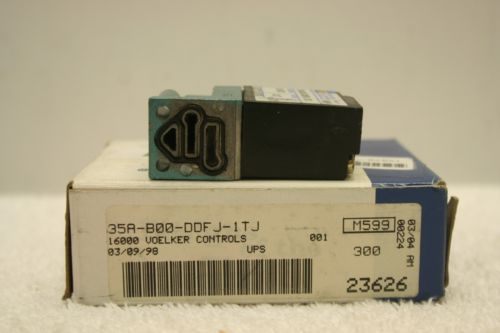 35A-B00-DDFJ-1TJ
16000 VOELKER CONTROLS
001
03/09/98
UPS
M599
300
23626
03/04 AM
00224